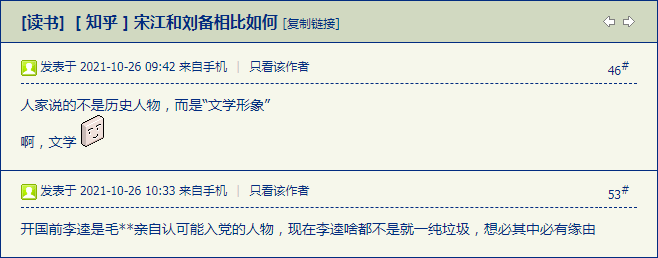 [读书] [ 知乎 ] 宋江和刘备相比如何 [复制链接]
发表于 2021-10-26 09:42 来自手机 | 只看该作者 46#
人家说的不是历史人物，而是“文学形象”
啊，文学
发表于 2021-10-26 10:33 来自手机 | 只看该作者 53#
开国前李逵是毛**亲自认可能入党的人物，现在李逵啥都不是就一纯垃圾，想必其中必有缘由